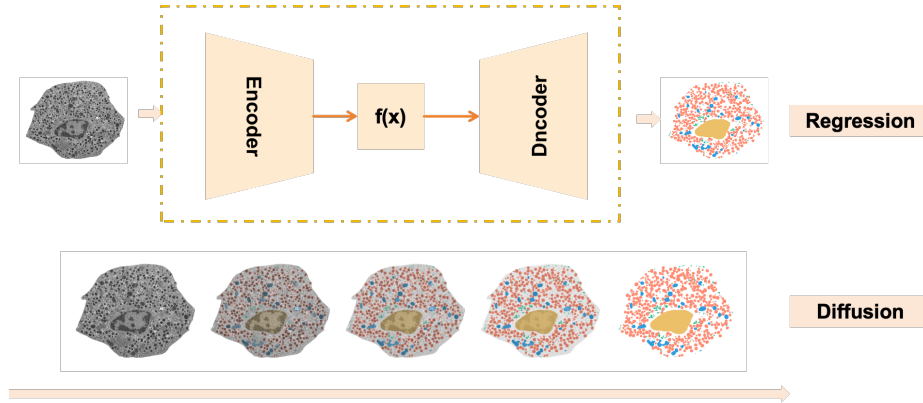 Encoder
f(x)
Dncoder
Regression
Diffusion